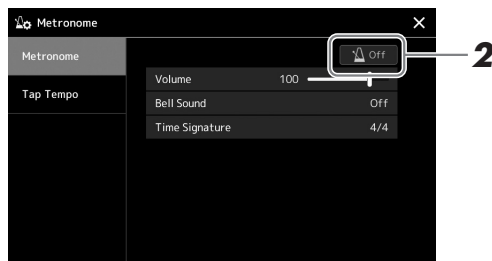 Metronome
Metronome
Off
2
Volume 100
Tap Tempo
Bell Sound Off
Time Signature 4/4